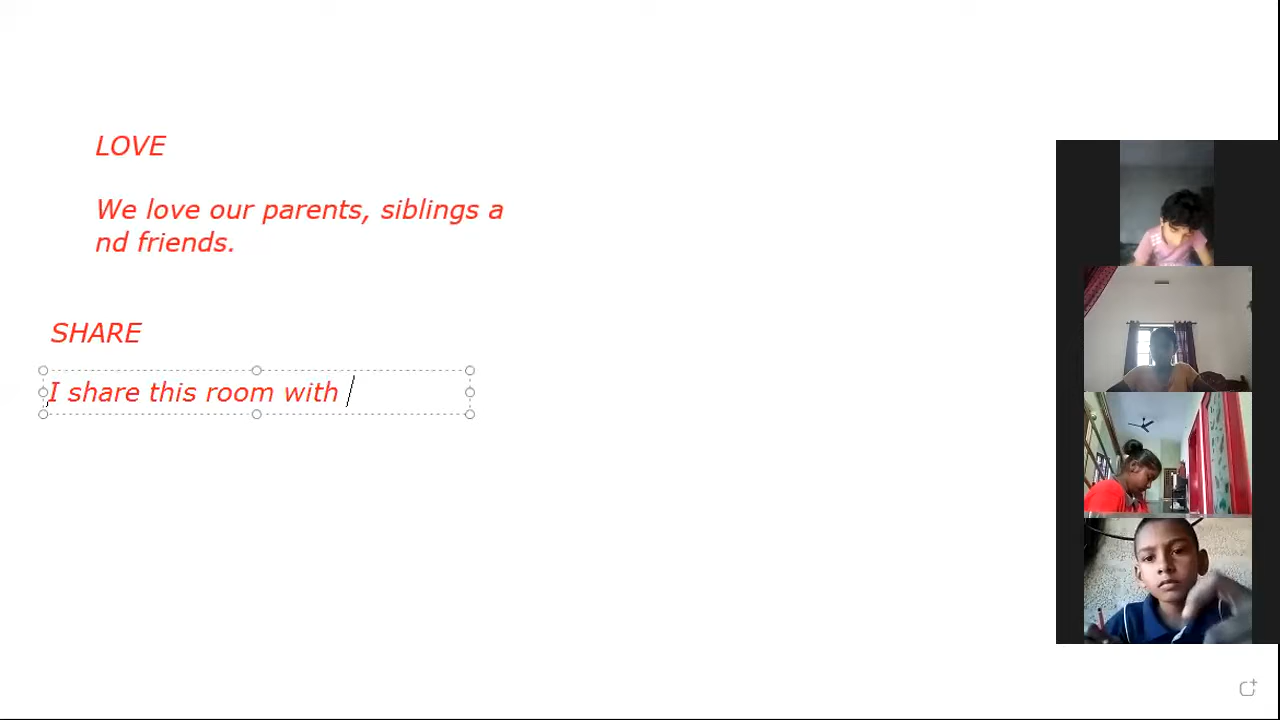 LOVE
We love our parents, siblings a
nd friends.
SHARE
I share this room with